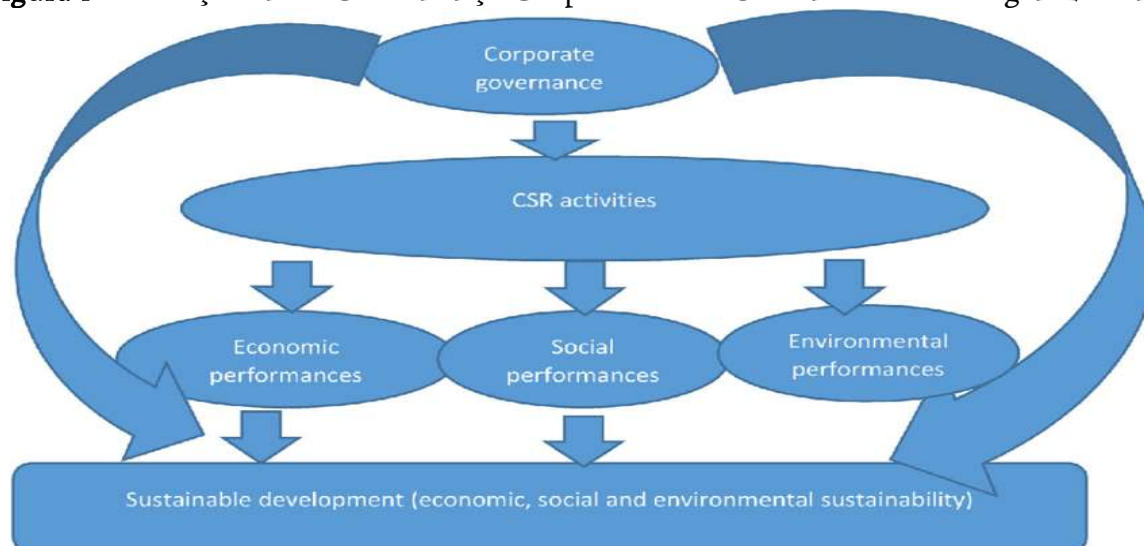 Corporate
governance
CSR activities
Economic
performances
Social
performances
Environmental
performances
Sustainable development (economic, social and environmental sustainability)